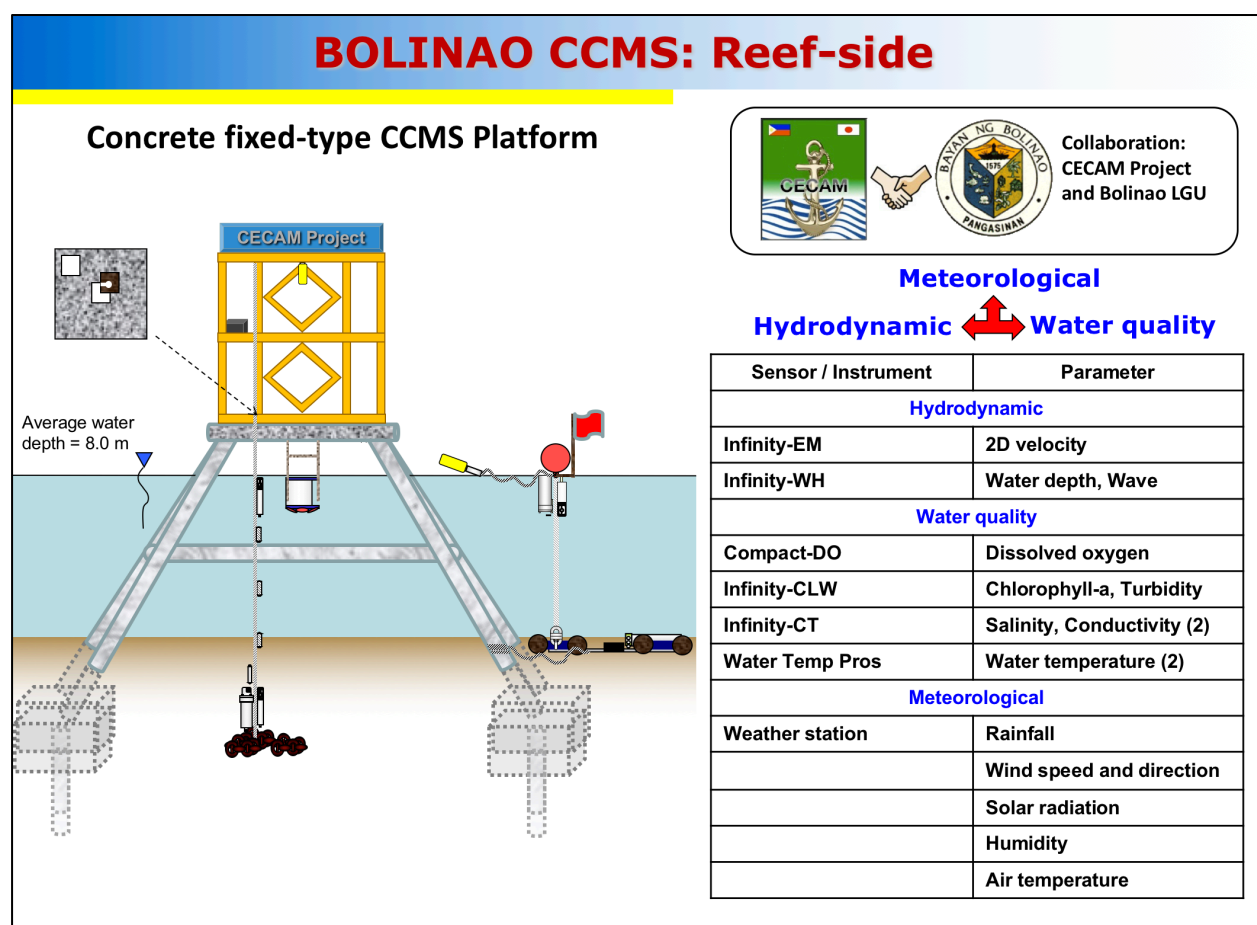 BOLINAO CCMS: Reef-side
Concrete fixed-type CCMS Platform
CECAM Project
Average water
depth = 8.0 m
CECAM
BAYAN NG BOLINAO
1575
PANGASINAN
Collaboration:
CECAM Project
and Bolinao LGU
Meteorological
Hydrodynamic Water quality
Sensor / Instrument Parameter
Hydrodynamic
Infinity-EM 2D velocity
Infinity-WH Water depth, Wave
Water quality
Compact-DO Dissolved oxygen
Infinity-CLW Chlorophyll-a, Turbidity
Infinity-CT Salinity, Conductivity (2)
Water Temp Pros Water temperature (2)
Meteorological
Weather station Rainfall
Wind speed and direction
Solar radiation
Humidity
Air temperature